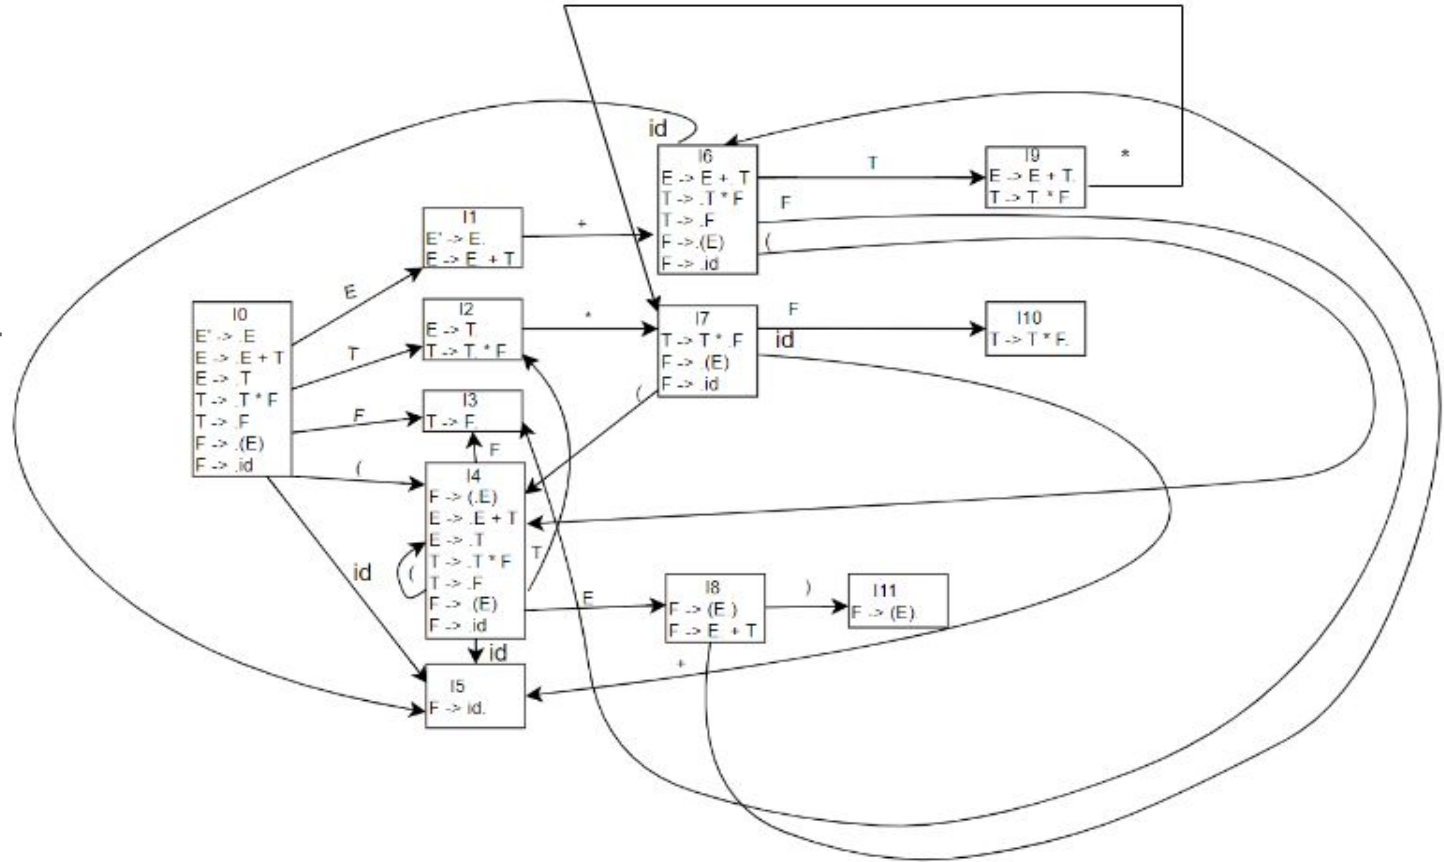 id
I6
E -> E + . T
T -> .T * F
T -> .F
F -> .(E)
F -> .id
T
F
(
I9
E -> E + T.
T -> T. * F
*
I1
E' -> E.
E -> E. + T
+
E
I0
E' -> .E
E -> .E + T
E -> .T
T -> .T * F
T -> .F
F -> .(E)
F -> .id
T
F
(
id
I2
E -> T
T -> T. * F
*
I7
T -> T * .F
F -> .(E)
F -> .id
F
id
(
I10
T -> T * F.
I3
T -> F.
F
I4
F -> (.E)
E -> .E + T
E -> .T
T -> .T * F
T -> .F
F -> .(E)
F -> .id
(
T
E
id
I5
F -> id.
I8
F -> (E.)
F -> E. + T
)
+
I11
F -> (E).